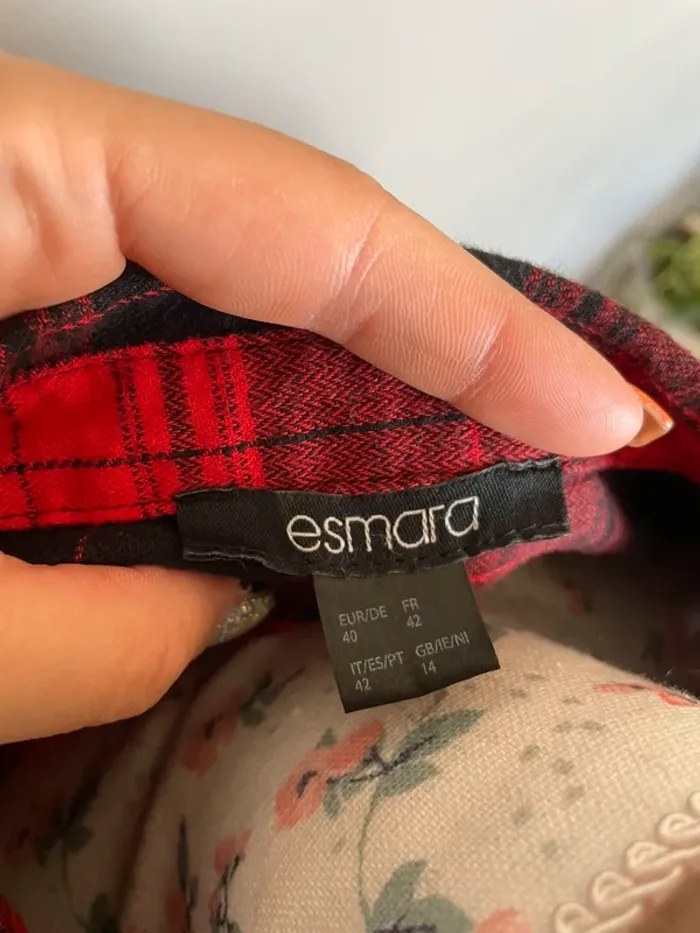 esmara
EUR/DE FR
40 42
IT/ES/PT GB/IE/NI
42 14